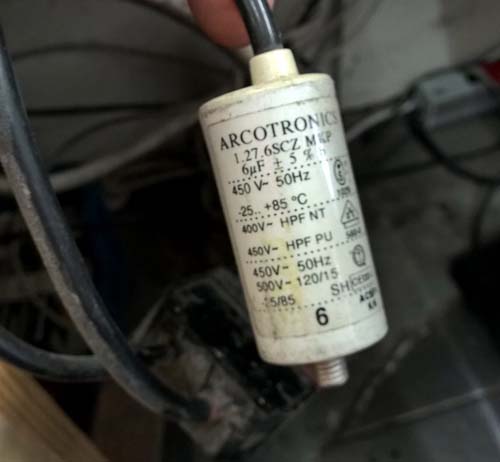 ARCOTRONICS
1.27.6SCZ MKP
6µF ± 5 %
450 V~ 50Hz
-25.. +85 °C
400V~ HPF NT
450V~ HPF PU
450V~ 50Hz
500V~ 120/15
25/85 SH
6